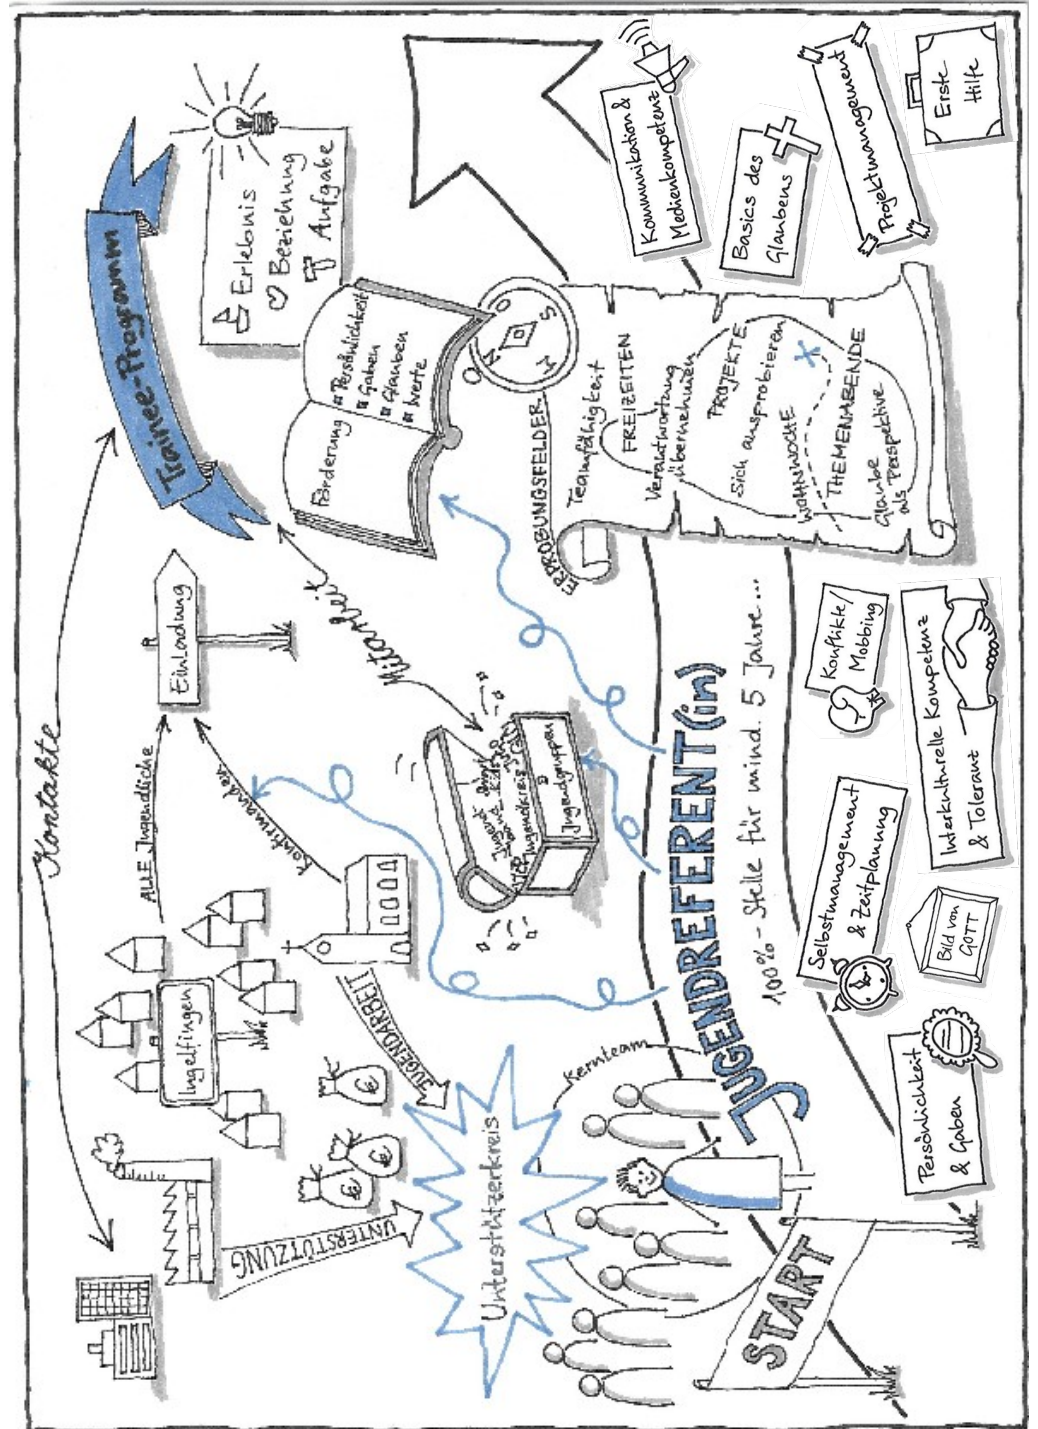 Kontakte
Trainee-Programm
Ingelfingen
ALLE Jugendliche
Einladung
Konfirmanden
Erlebnis
Beziehung
Aufgabe
UNTERSTÜTZUNG
€
€
€
JUGENDARBEIT
Mitarbeit
Förderung
Persönlichkeit
Gaben
Glauben
Werte
Unterstützerkreis
Jugendkreis
Jugendgruppen
N
O
S
W
ERPROBUNGSFELDER
Teamfähigkeit
FREIZEITEN
Verantwortung
übernehmen
PROJEKTE
Sich ausprobieren
WOHNWOCHE
THEMENABENDE
Glaube
als Perspektive
Kernteam
JUGENDREFERENT(in)
100%-Stelle für mind. 5 Jahre...
START
Kommunikation &
Medienkompetenz
Basics des
Glaubens
Projektmanagement
Erste
Hilfe
Persönlichkeit
& Gaben
Selbstmanagement
& Zeitplanung
Bild von
GOTT
Konflikte/
Mobbing
Interkulturelle Kompetenz
& Toleranz